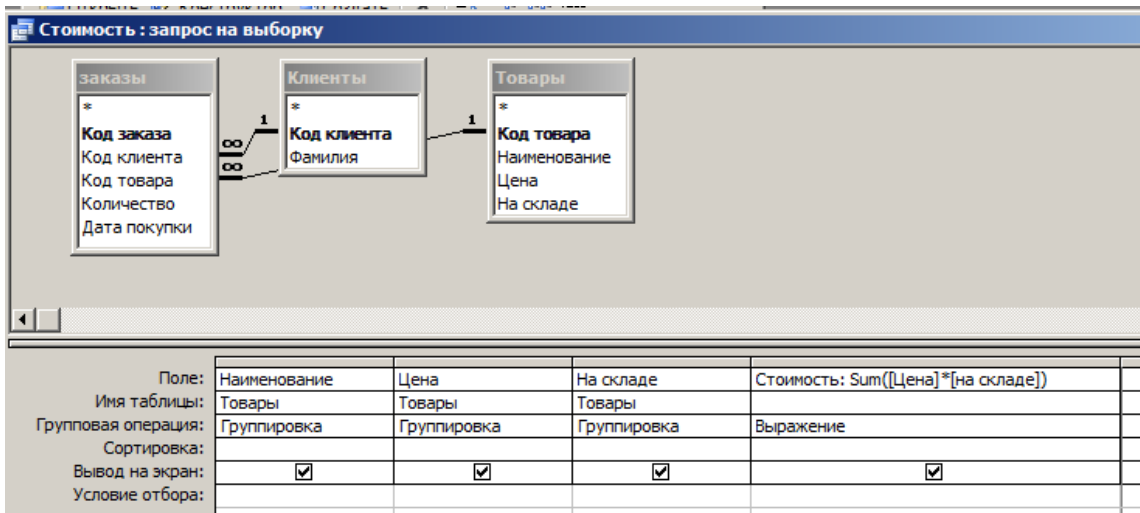 Стоимость : запрос на выборку
заказы
*
Код заказа
Код клиента
Код товара
Количество
Дата покупки
Клиенты
*
Код клиента
Фамилия
Товары
*
Код товара
Наименование
Цена
На складе
1
∞
∞
1
Поле: Наименование Цена На складе Стоимость: Sum([Цена]*[на складе])
Имя таблицы: Товары Товары Товары
Групповая операция: Группировка Группировка Группировка Выражение
Сортировка:
Вывод на экран:
Условие отбора: